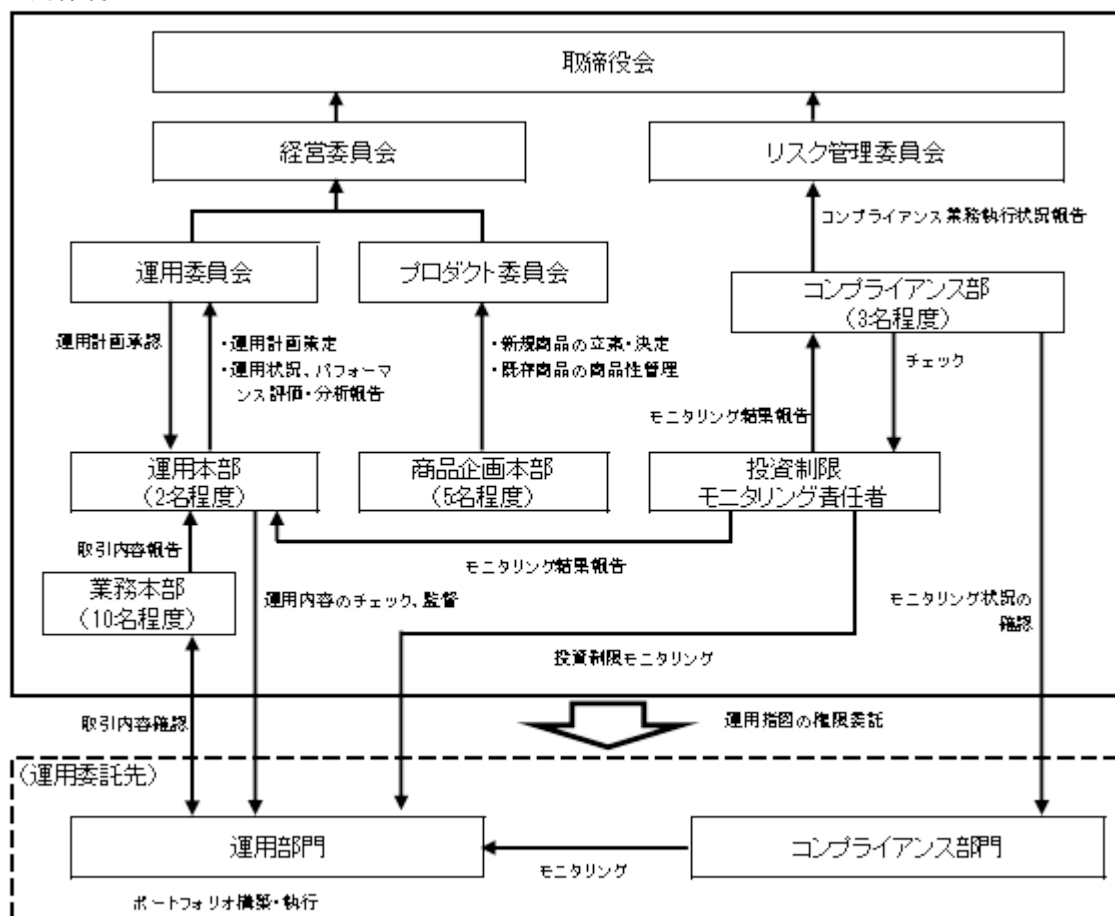 取締役会
経営委員会
リスク管理委員会
コンプライアンス業務執行状況報告
運用委員会
プロダクト委員会
コンプライアンス部
(3名程度)
運用計画承認
・運用計画策定
・運用状況、パフォーマ
ンス評価・分析報告
・新規商品の立案・決定
・既存商品の商品性管理
チェック
モニタリング結果報告
運用本部
(2名程度)
商品企画本部
(5名程度)
投資制限
モニタリング責任者
取引内容報告
モニタリング結果報告
業務本部
(10名程度)
運用内容のチェック、監督
モニタリング状況の
確認
投資制限モニタリング
取引内容確認
運用指図の権限委託
(運用委託先)
運用部門
コンプライアンス部門
モニタリング
ポートフォリオ構築・執行